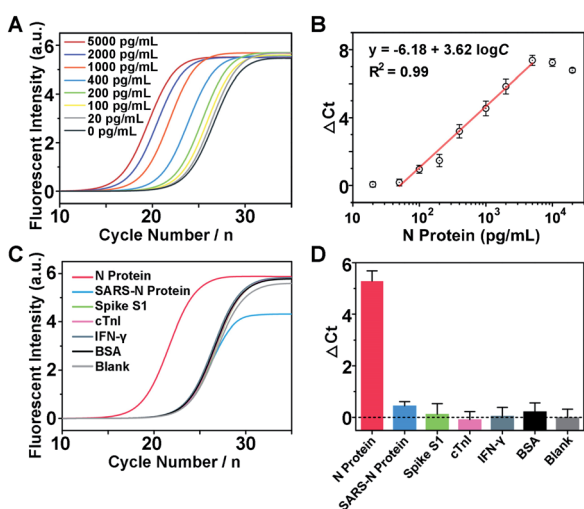 A
Fluorescent Intensity (a.u.)
6
4
2
0
5000 pg/mL
2000 pg/mL
1000 pg/mL
400 pg/mL
200 pg/mL
100 pg/mL
20 pg/mL
0 pg/mL
10 20 30
Cycle Number / n
B
ΔCt
8
4
0
y = -6.18 + 3.62 logC
R² = 0.99
10 10² 10³ 10⁴
N Protein (pg/mL)
C
Fluorescent Intensity (a.u.)
6
4
2
0
N Protein
SARS-N Protein
Spike S1
cTnI
IFN-γ
BSA
Blank
10 20 30
Cycle Number / n
D
ΔCt
6
4
2
0
N Protein
SARS-N Protein
Spike S1
cTnI
IFN-γ
BSA
Blank